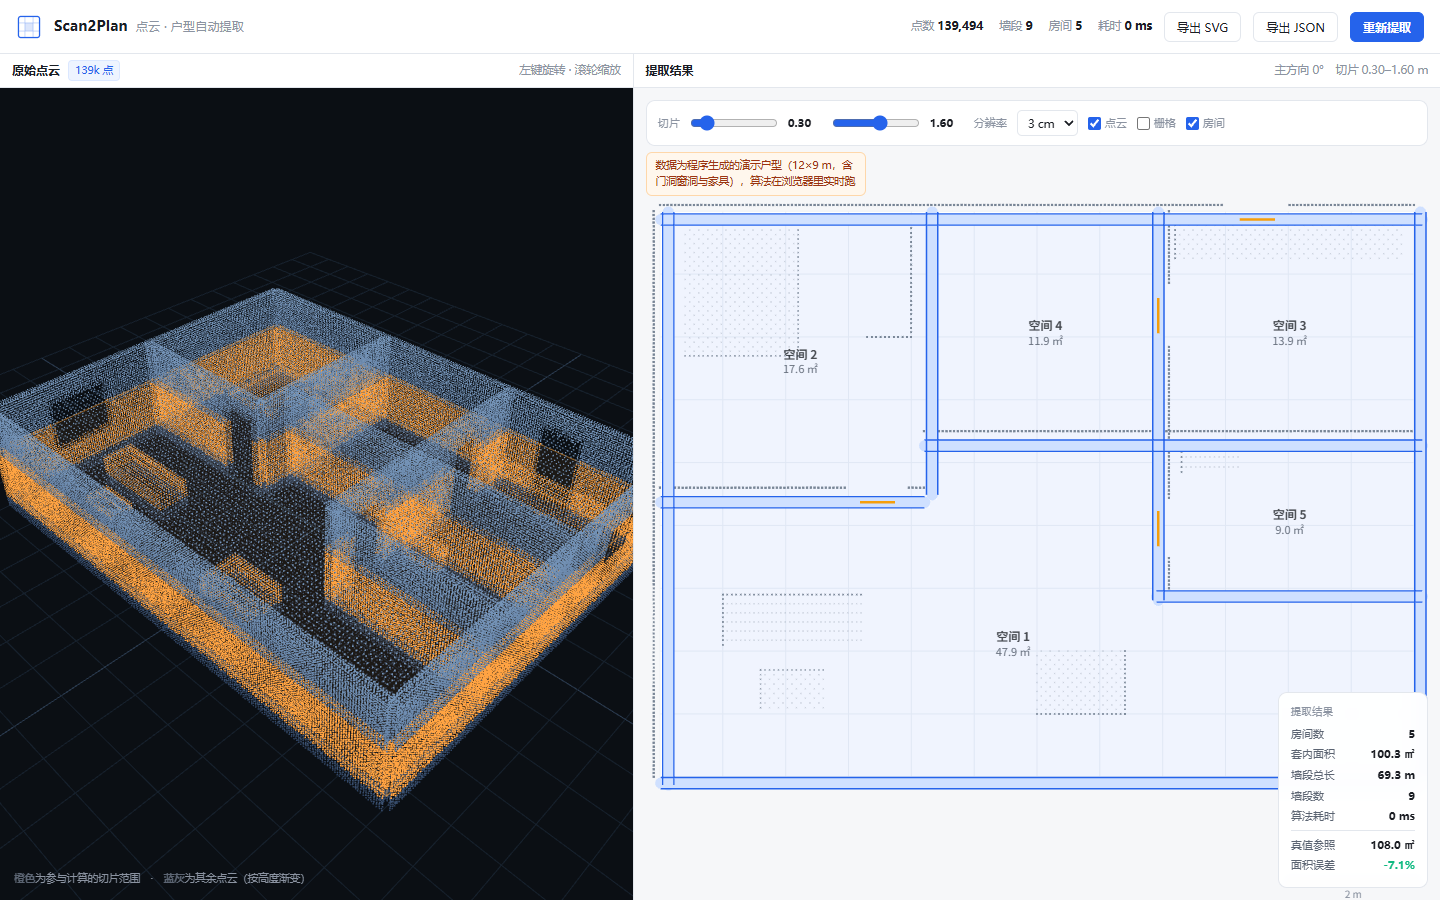 Scan2Plan 点云 · 户型自动提取
点数 139,494 墙段 9 房间 5 耗时 0 ms 导出 SVG 导出 JSON 重新提取
原始点云 139k 点 左键旋转 · 滚轮缩放
提取结果 主方向 0° 切片 0.30–1.60 m
切片 0.30 1.60 分辨率 3 cm 点云 栅格 房间
数据为程序生成的演示户型（12×9 m，含
门洞窗洞与家具），算法在浏览器里实时跑
空间 4
11.9 ㎡
空间 3
13.9 ㎡
空间 2
17.6 ㎡
空间 5
9.0 ㎡
空间 1
47.9 ㎡
提取结果
房间数 5
套内面积 100.3 ㎡
墙段总长 69.3 m
墙段数 9
算法耗时 0 ms
真值参照 108.0 ㎡
面积误差 -7.1%
2 m
橙色为参与计算的切片范围 · 蓝灰为其余点云（按高度渐变）